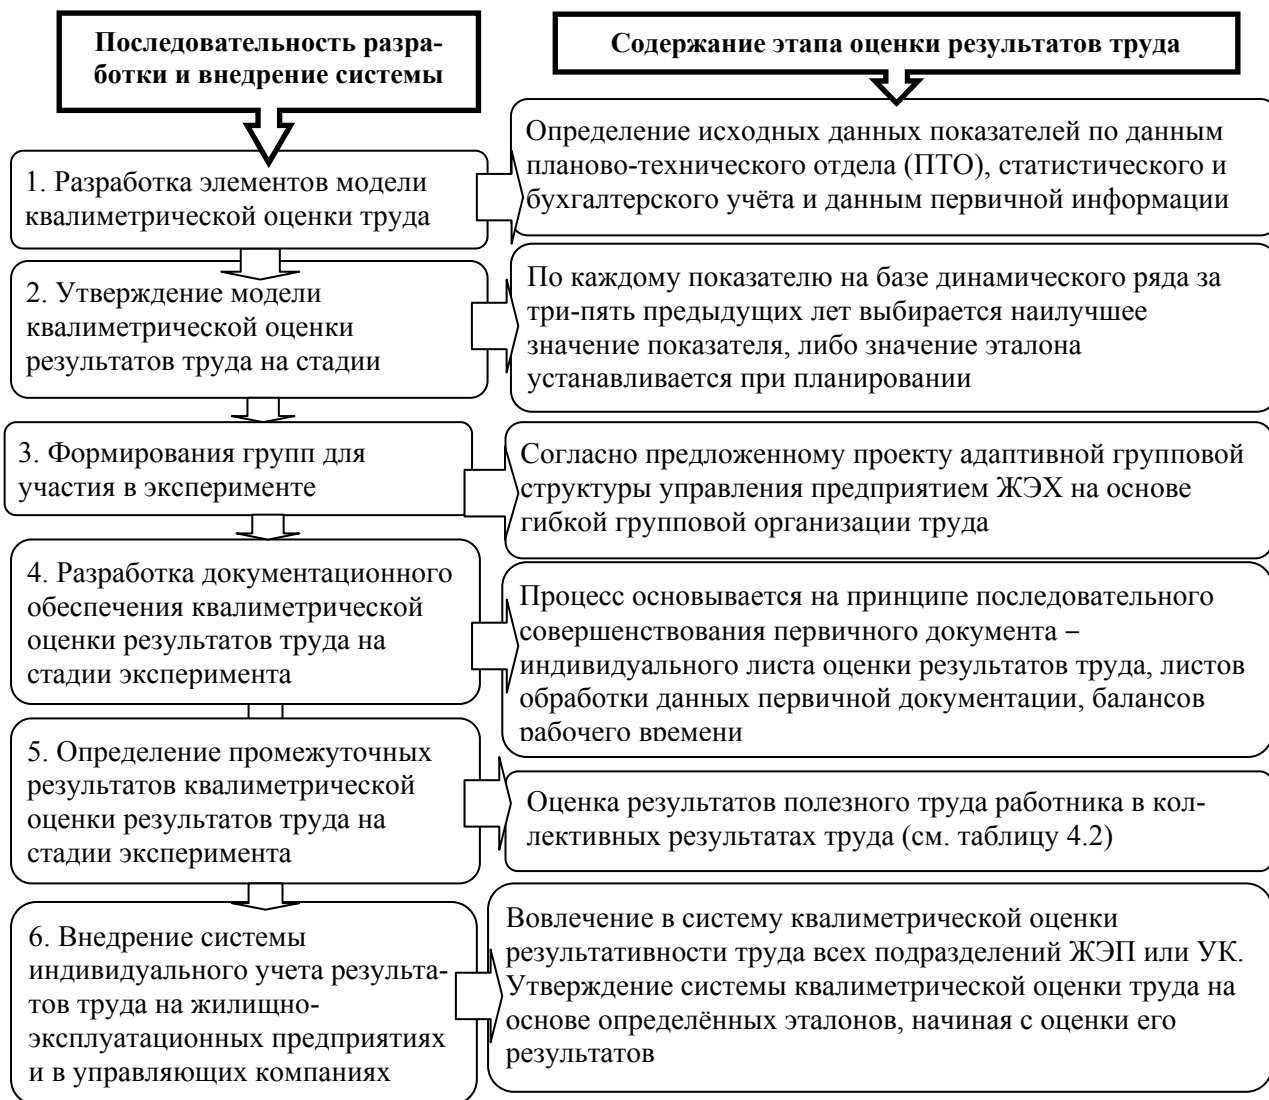 Последовательность разра-
ботки и внедрение системы
Содержание этапа оценки результатов труда
1. Разработка элементов модели
квалиметрической оценки труда
Определение исходных данных показателей по данным
планово-технического отдела (ПТО), статистического и
бухгалтерского учёта и данным первичной информации
2. Утверждение модели
квалиметрической оценки
результатов труда на стадии
По каждому показателю на базе динамического ряда за
три-пять предыдущих лет выбирается наилучшее
значение показателя, либо значение эталона
устанавливается при планировании
3. Формирования групп для
участия в эксперименте
Согласно предложенному проекту адаптивной групповой
структуры управления предприятием ЖЭХ на основе
гибкой групповой организации труда
4. Разработка документационного
обеспечения квалиметрической
оценки результатов труда на
стадии эксперимента
Процесс основывается на принципе последовательного
совершенствования первичного документа –
индивидуального листа оценки результатов труда, листов
обработки данных первичной документации, балансов
рабочего времени
5. Определение промежуточных
результатов квалиметрической
оценки результатов труда на
стадии эксперимента
Оценка результатов полезного труда работника в кол-
лективных результатах труда (см. таблицу 4.2)
6. Внедрение системы
индивидуального учета результа-
тов труда на жилищно-
эксплуатационных предприятиях
и в управляющих компаниях
Вовлечение в систему квалиметрической оценки
результативности труда всех подразделений ЖЭП или УК.
Утверждение системы квалиметрической оценки труда на
основе определённых эталонов, начиная с оценки его
результатов